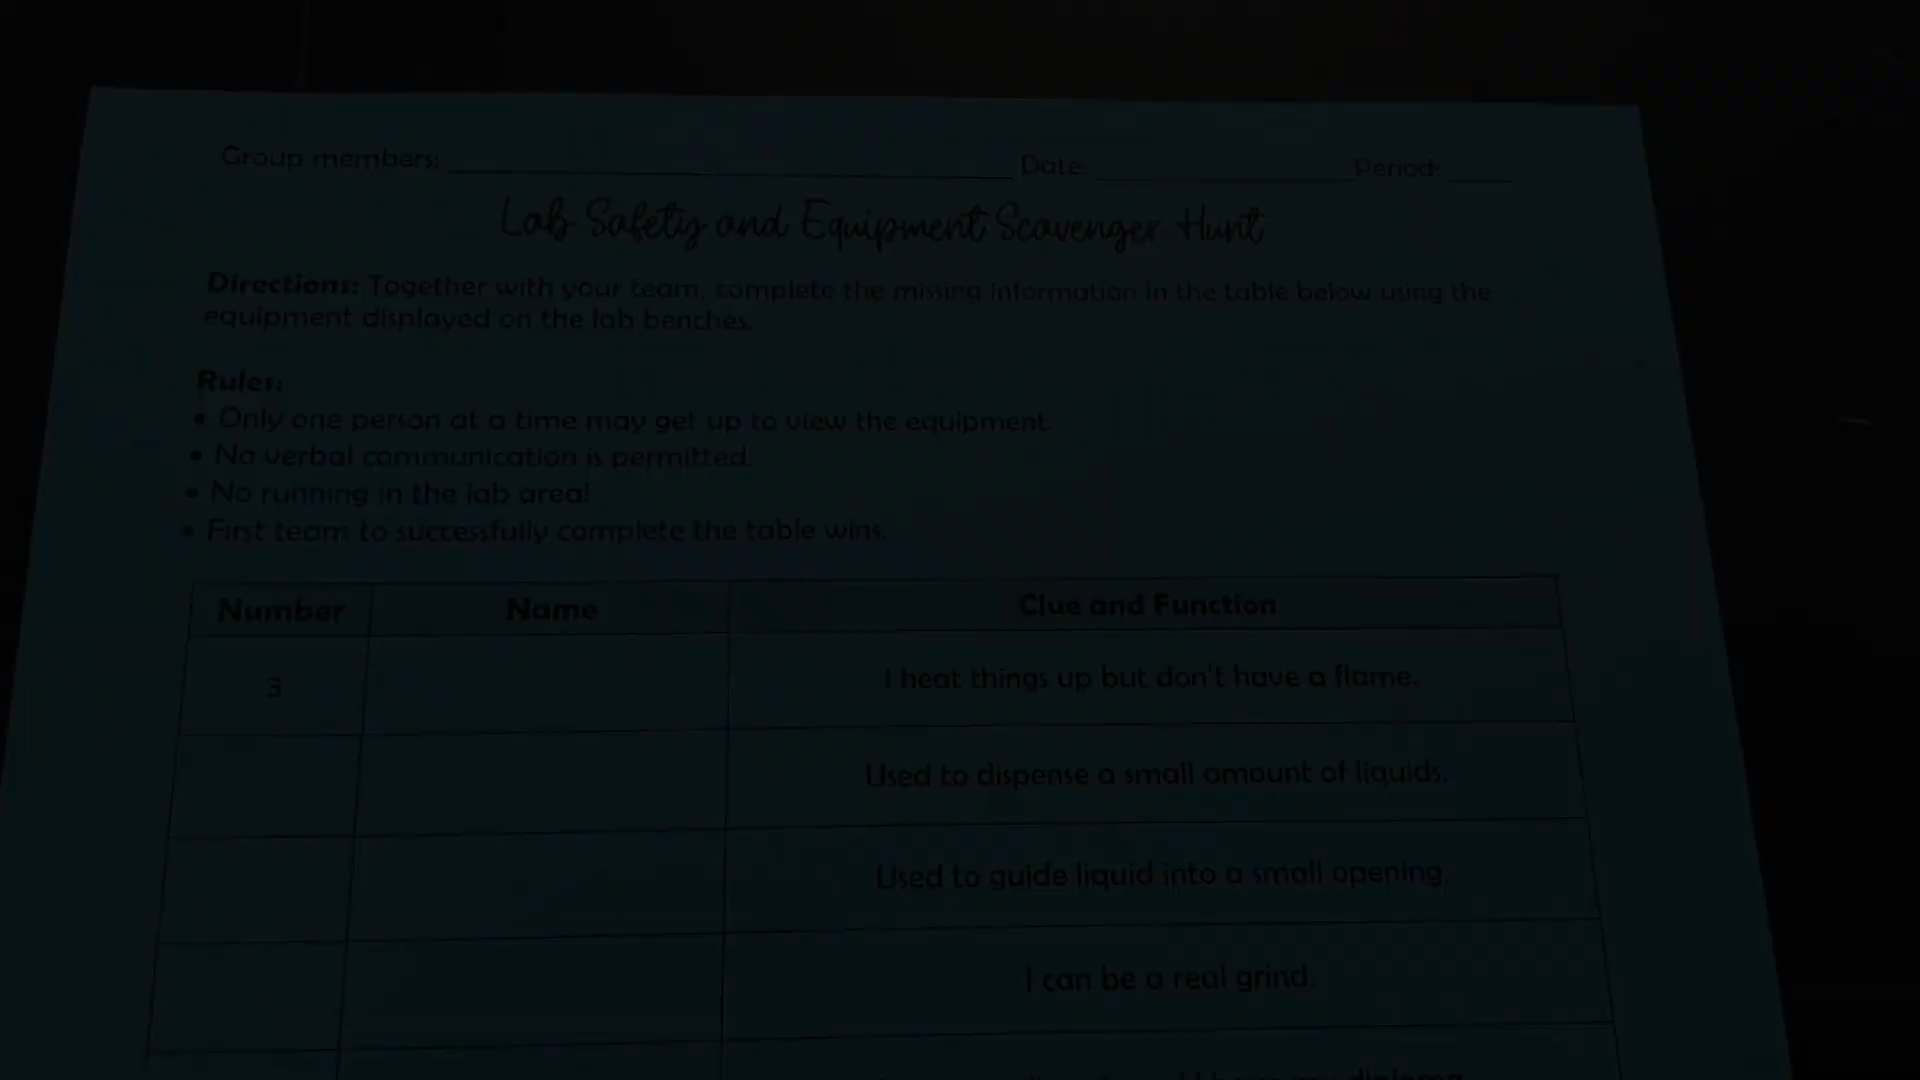 Group members: Date: Period:
Lab Safety and Equipment Scavenger Hunt
Directions: Together with your team, complete the missing information in the table below using the
equipment displayed on the lab benches.
Rules:
• Only one person at a time may get up to view the equipment.
• No verbal communication is permitted.
• No running in the lab area!
• First team to successfully complete the table wins.
Number Name Clue and Function
3 I heat things up but don't have a flame.
Used to dispense a small amount of liquids.
Used to guide liquid into a small opening.
I can be a real grind.
my diploma